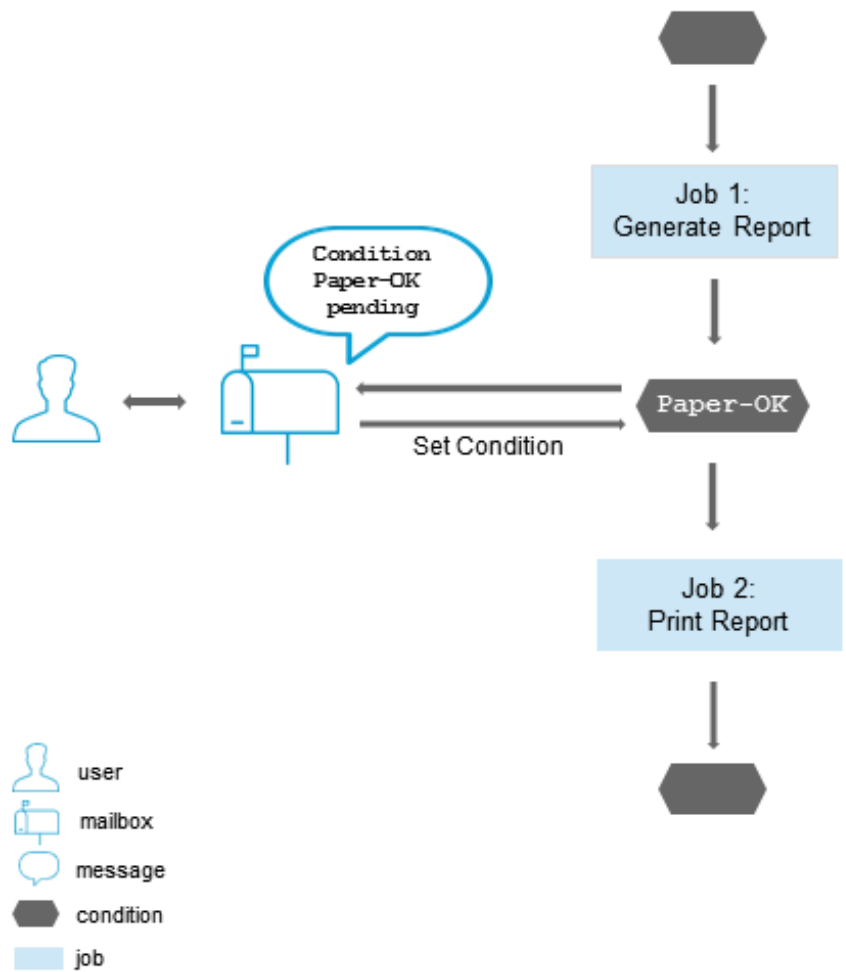 Job 1:
Generate Report
Condition
Paper-OK
pending
Paper-OK
Set Condition
Job 2:
Print Report
user
mailbox
message
condition
job